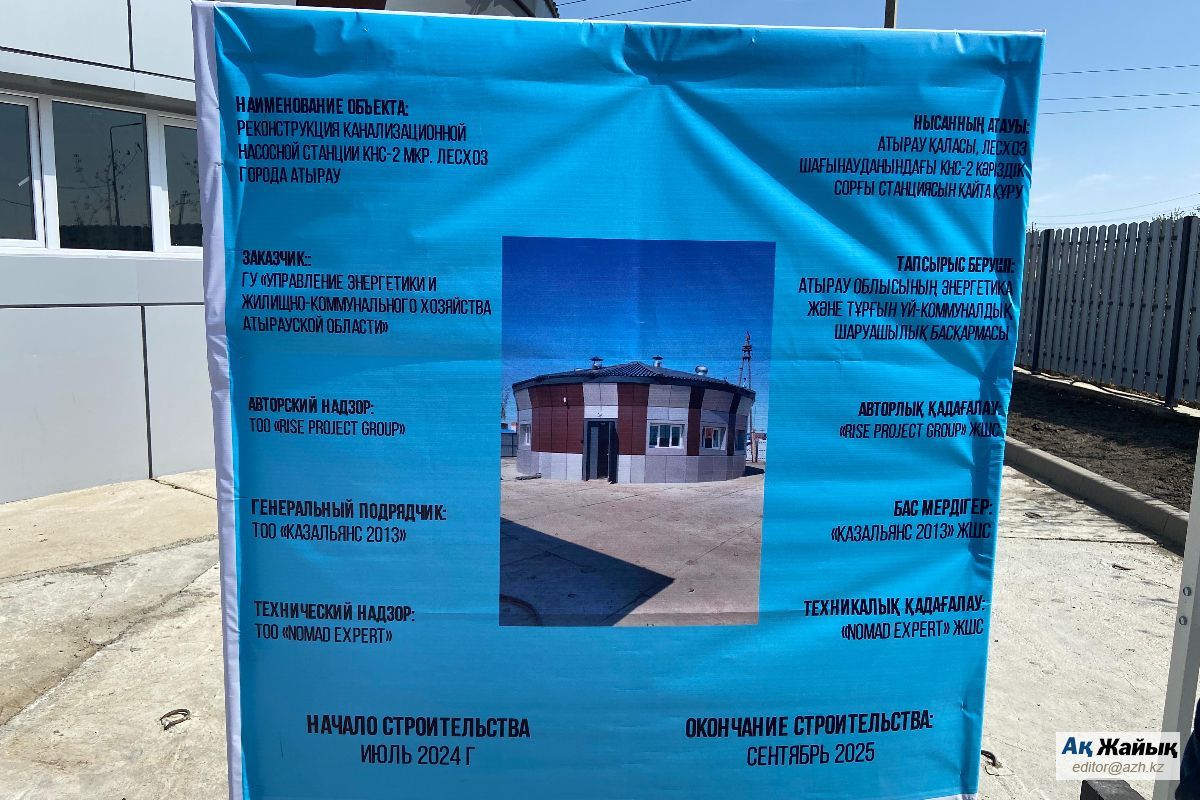 НАИМЕНОВАНИЕ ОБЪЕКТА:
РЕКОНСТРУКЦИЯ КАНАЛИЗАЦИОННОЙ
НАСОСНОЙ СТАНЦИИ КНС-2 МКР. ЛЕСХОЗ
ГОРОДА АТЫРАУ
ЗАКАЗЧИК::
ГУ «УПРАВЛЕНИЕ ЭНЕРГЕТИКИ И
ЖИЛИЩНО-КОММУНАЛЬНОГО ХОЗЯЙСТВА
АТЫРАУСКОЙ ОБЛАСТИ»
АВТОРСКИЙ НАДЗОР:
ТОО «RISE PROJECT GROUP»
ГЕНЕРАЛЬНЫЙ ПОДРЯДЧИК:
ТОО «КАЗАЛЬЯНС 2013»
ТЕХНИЧЕСКИЙ НАДЗОР:
ТОО «NOMAD EXPERT»
НЫСАННЫҢ АТАУЫ:
АТЫРАУ ҚАЛАСЫ, ЛЕСХОЗ
ШАҒЫНАУДАНЫНДАҒЫ КНС-2 КӘРІЗДІК
СОРҒЫ СТАНЦИЯСЫН ҚАЙТА ҚҰРУ
ТАПСЫРЫС БЕРУШІ:
АТЫРАУ ОБЛЫСЫНЫҢ ЭНЕРГЕТИКА
ЖӘНЕ ТҰРҒЫН ҮЙ-КОММУНАЛДЫҚ
ШАРУАШЫЛЫҚ БАСҚАРМАСЫ
АВТОРЛЫҚ ҚАДАҒАЛАУ:
«RISE PROJECT GROUP» ЖШС
БАС МЕРДІГЕР:
«КАЗАЛЬЯНС 2013» ЖШС
ТЕХНИКАЛЫҚ ҚАДАҒАЛАУ:
«NOMAD EXPERT» ЖШС
НАЧАЛО СТРОИТЕЛЬСТВА
ИЮЛЬ 2024 Г
ОКОНЧАНИЕ СТРОИТЕЛЬСТВА:
СЕНТЯБРЬ 2025
Ақ Жайық
editor@azh.kz